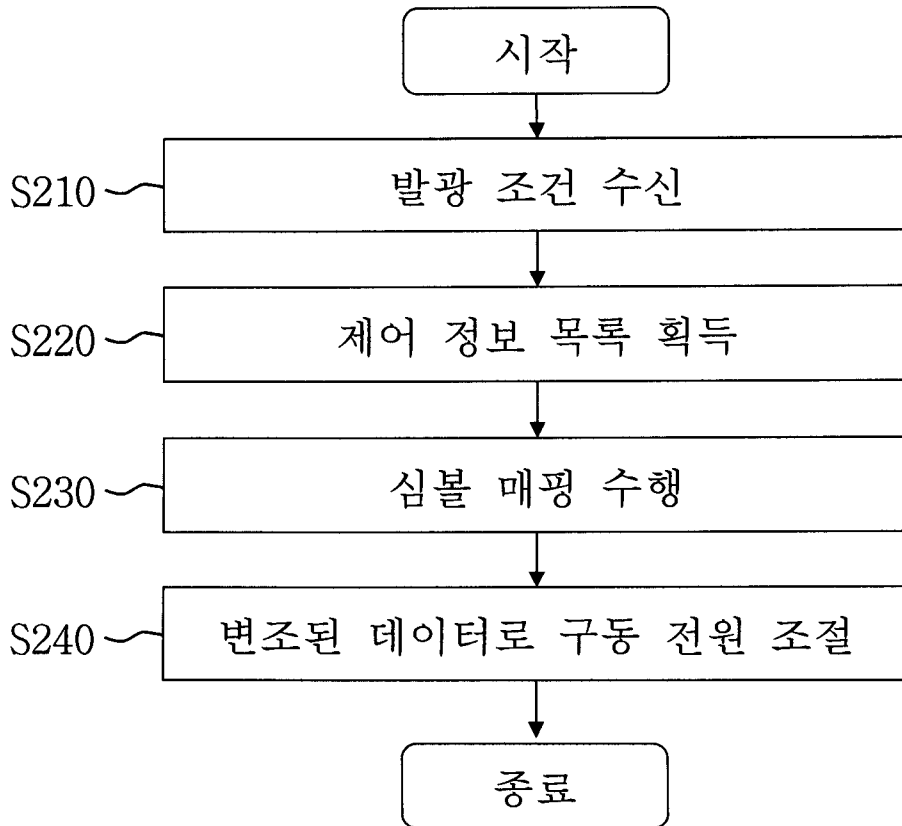 시작
S210 발광 조건 수신
S220 제어 정보 목록 획득
S230 심볼 매핑 수행
S240 변조된 데이터로 구동 전원 조절
종료